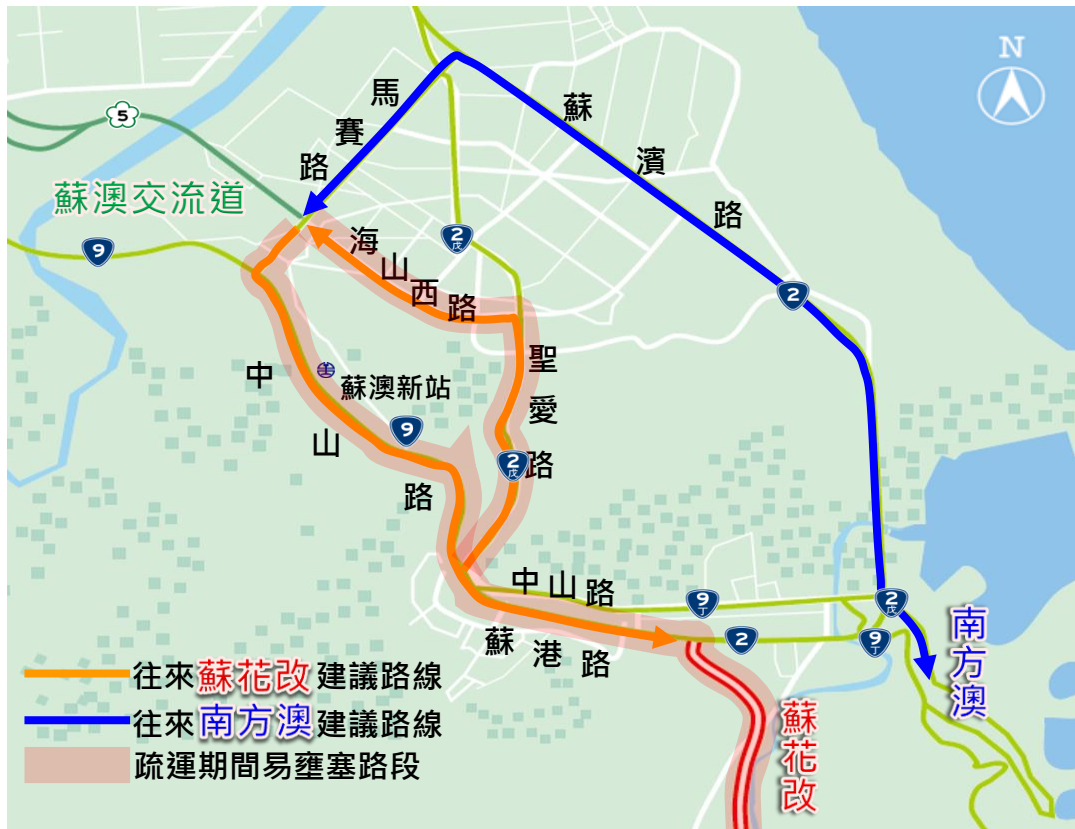 N
5
蘇澳交流道
馬賽路
蘇濱路
9
2戊
海山西路
2
聖愛路
中山路
蘇澳新站
9
2戊
中山路
9丁
2戊
蘇港路
2
9丁
南方澳
蘇花改
往來蘇花改建議路線
往來南方澳建議路線
疏運期間易壅塞路段